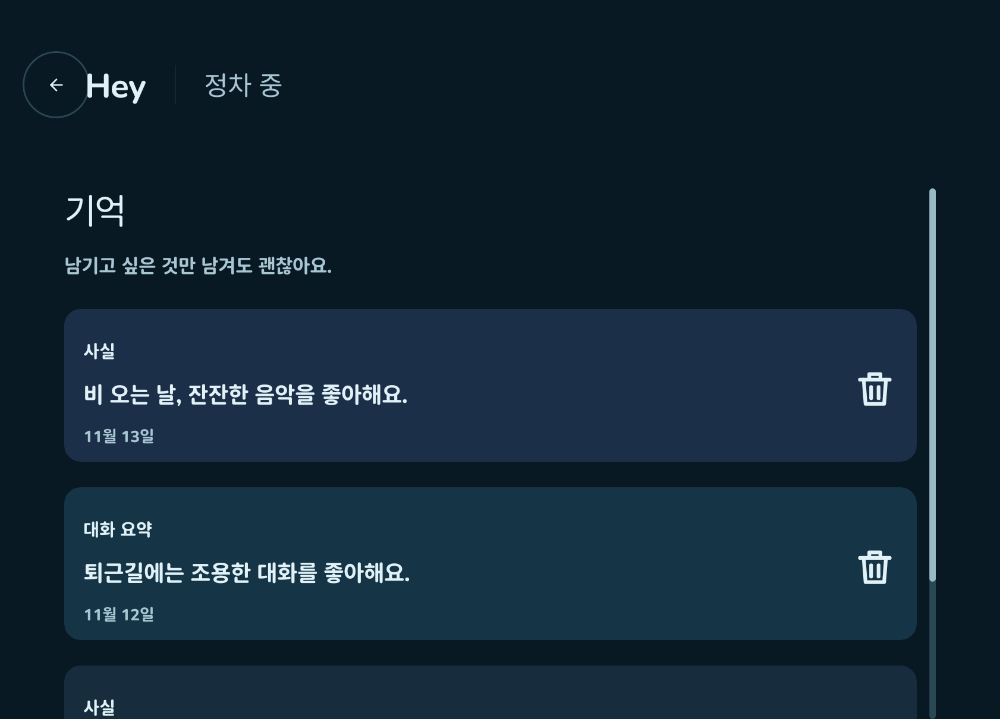 Hey
정차 중
기억
남기고 싶은 것만 남겨도 괜찮아요.
사실
비 오는 날, 잔잔한 음악을 좋아해요.
11월 13일
대화 요약
퇴근길에는 조용한 대화를 좋아해요.
11월 12일
사실